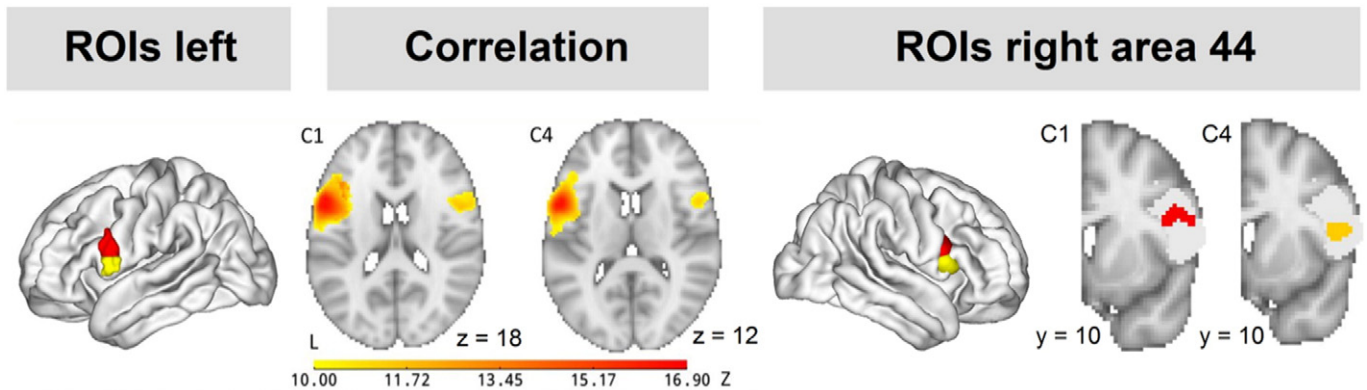 ROIs left
Correlation
ROIs right area 44
C1
C4
C1
C4
L
z = 18
z = 12
y = 10
y = 10
10.00 11.72 13.45 15.17 16.90 Z